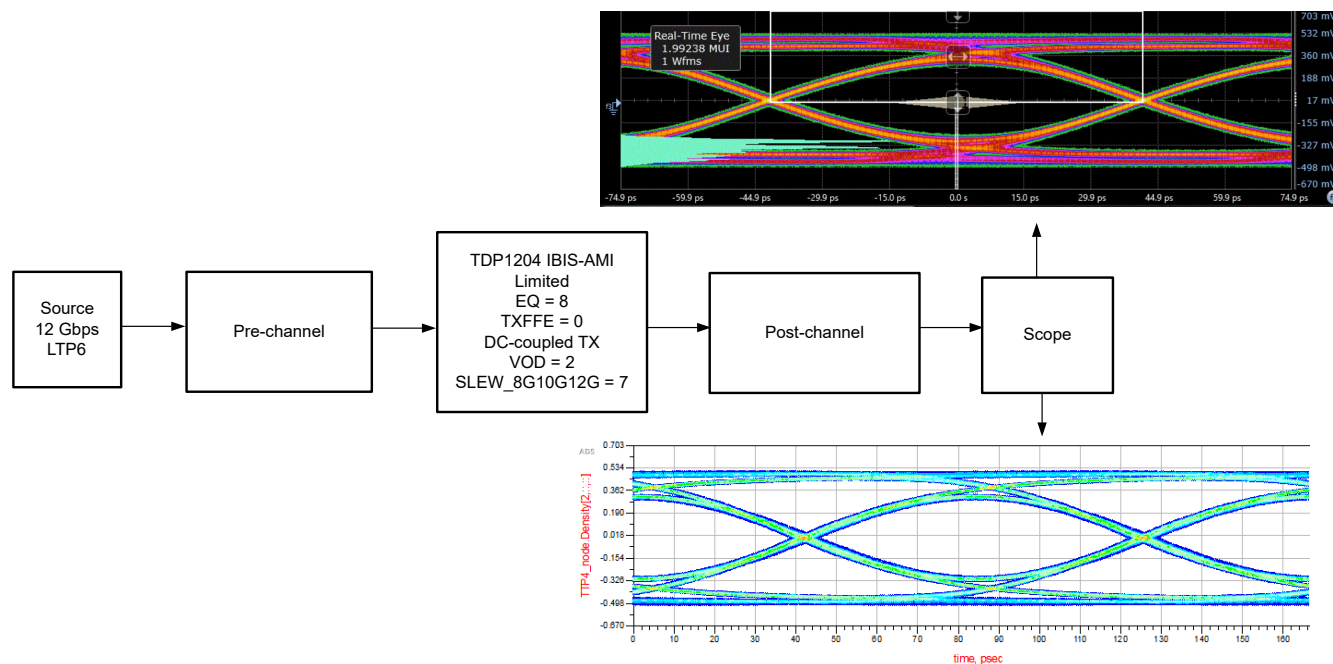 Real-Time Eye
1.99238 MUI
1 Wfms
703 mV
532 mV
360 mV
188 mV
17 mV
-155 mV
-327 mV
-498 mV
-670 mV
-74.9 ps
-59.9 ps
-44.9 ps
-29.9 ps
-15.0 ps
0.0 s
15.0 ps
29.9 ps
44.9 ps
59.9 ps
74.9 ps
Source
12 Gbps
LTP6
Pre-channel
TDP1204 IBIS-AMI
Limited
EQ = 8
TXFFE = 0
DC-coupled TX
VOD = 2
SLEW_8G10G12G = 7
Post-channel
Scope
ADS
TTP4_node.Density[2,::,::]
0.703
0.534
0.362
0.190
0.018
-0.154
-0.326
-0.498
-0.670
0
10
20
30
40
50
60
70
80
90
100
110
120
130
140
150
160
time, psec